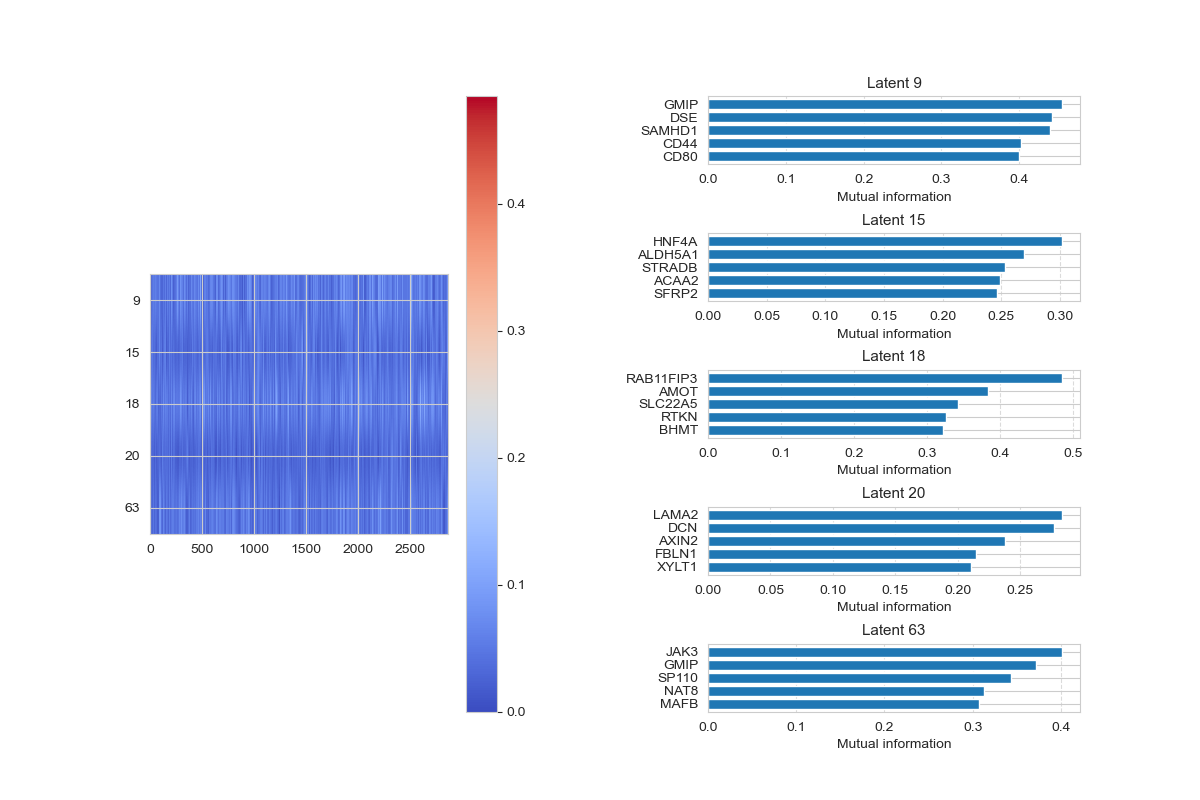 9
15
18
20
63
0 500 1000 1500 2000 2500
0.4
0.3
0.2
0.1
0.0
Latent 9
GMIP
DSE
SAMHD1
CD44
CD80
0.0 0.1 0.2 0.3 0.4
Mutual information
Latent 15
HNF4A
ALDH5A1
STRADB
ACAA2
SFRP2
0.00 0.05 0.10 0.15 0.20 0.25 0.30
Mutual information
Latent 18
RAB11FIP3
AMOT
SLC22A5
RTKN
BHMT
0.0 0.1 0.2 0.3 0.4 0.5
Mutual information
Latent 20
LAMA2
DCN
AXIN2
FBLN1
XYLT1
0.00 0.05 0.10 0.15 0.20 0.25
Mutual information
Latent 63
JAK3
GMIP
SP110
NAT8
MAFB
0.0 0.1 0.2 0.3 0.4
Mutual information